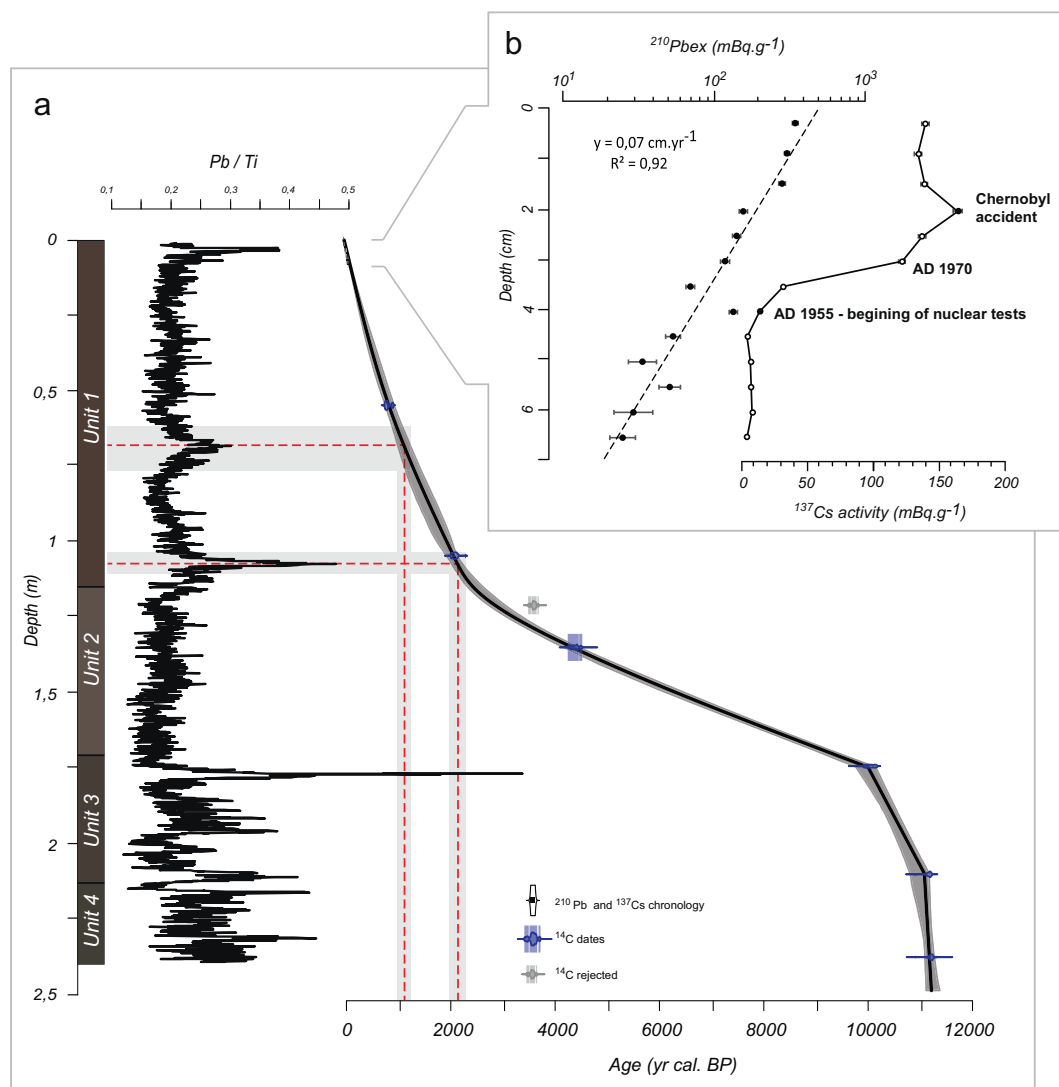 b
²¹⁰Pbex (mBq.g-¹)
10¹ 10² 10³
a
0
Pb / Ti
y = 0,07 cm.yr⁻¹
R² = 0,92
0,1 0,2 0,3 0,4 0,5
2
Chernobyl
accident
0
Depth (cm)
AD 1970
4
AD 1955 - begining of nuclear tests
0,5
Unit 1
6
0 50 100 150 200
¹³⁷Cs activity (mBq.g-¹)
1
Depth (m)
Unit 2
1,5
Unit 3
2
²¹⁰Pb and ¹³⁷Cs chronology
Unit 4
¹⁴C dates
¹⁴C rejected
2,5
0 2000 4000 6000 8000 10000 12000
Age (yr cal. BP)